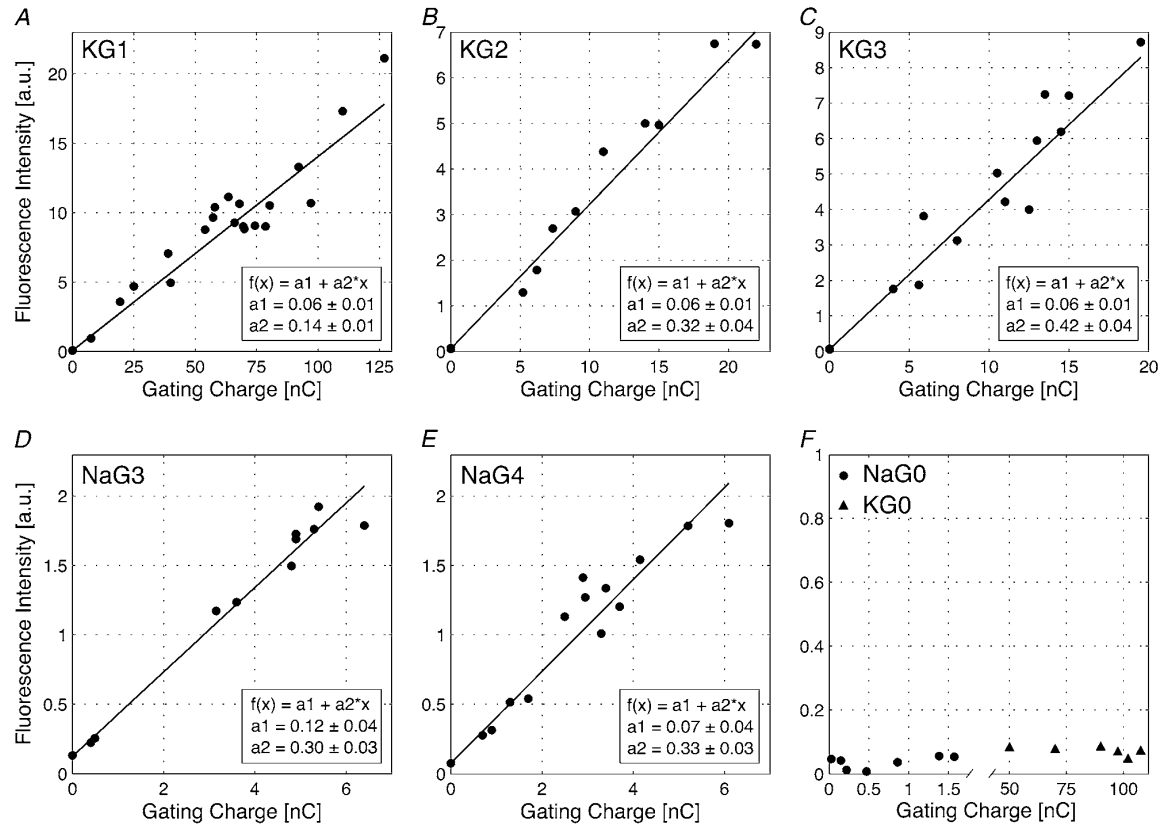 A
KG1
Fluorescence Intensity [a.u.]
20
15
10
5
0
f(x) = a1 + a2*x
a1 = 0.06 ± 0.01
a2 = 0.14 ± 0.01
0 25 50 75 100 125
Gating Charge [nC]
B
KG2
7
6
5
4
3
2
1
0
f(x) = a1 + a2*x
a1 = 0.06 ± 0.01
a2 = 0.32 ± 0.04
0 5 10 15 20
Gating Charge [nC]
C
KG3
9
8
7
6
5
4
3
2
1
0
f(x) = a1 + a2*x
a1 = 0.06 ± 0.01
a2 = 0.42 ± 0.04
0 5 10 15 20
Gating Charge [nC]
D
NaG3
Fluorescence Intensity [a.u.]
2
1.5
1
0.5
0
f(x) = a1 + a2*x
a1 = 0.12 ± 0.04
a2 = 0.30 ± 0.03
0 2 4 6
Gating Charge [nC]
E
NaG4
2
1.5
1
0.5
0
f(x) = a1 + a2*x
a1 = 0.07 ± 0.04
a2 = 0.33 ± 0.03
0 2 4 6
Gating Charge [nC]
F
NaG0
KG0
1
0.8
0.6
0.4
0.2
0
0 0.5 1 1.5 50 75 100
Gating Charge [nC]